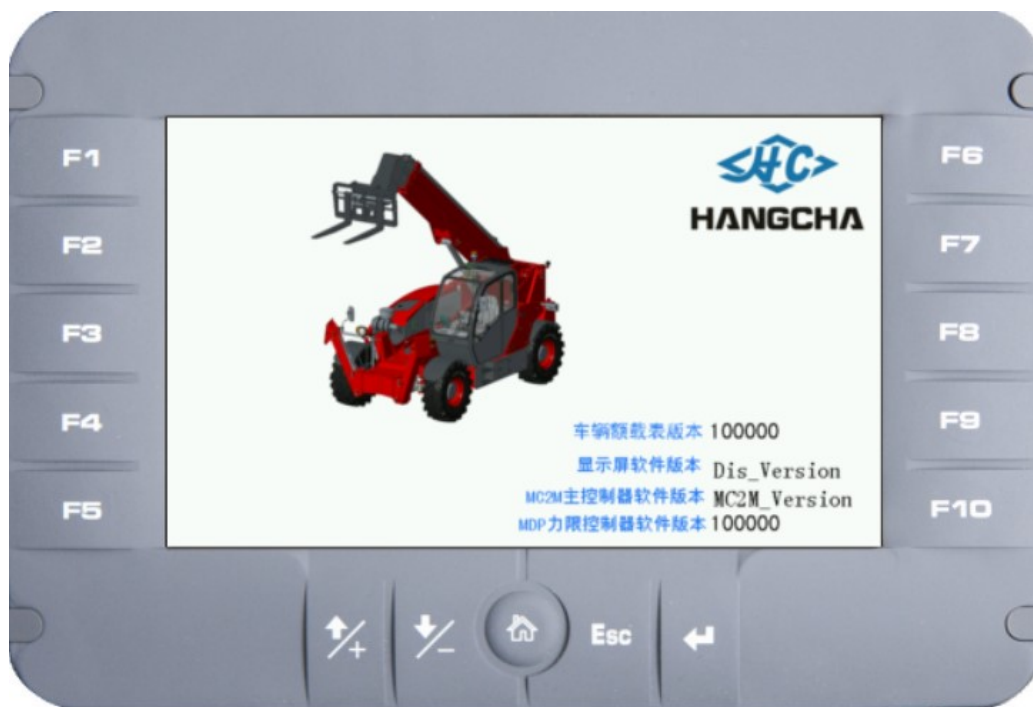 F1
F2
F3
F4
F5
HC
HANGCHA
车辆额载表版本 100000
显示屏软件版本 Dis_Version
MC2M主控制器软件版本 MC2M_Version
MDP力限控制器软件版本 100000
F6
F7
F8
F9
F10
+
-
Esc